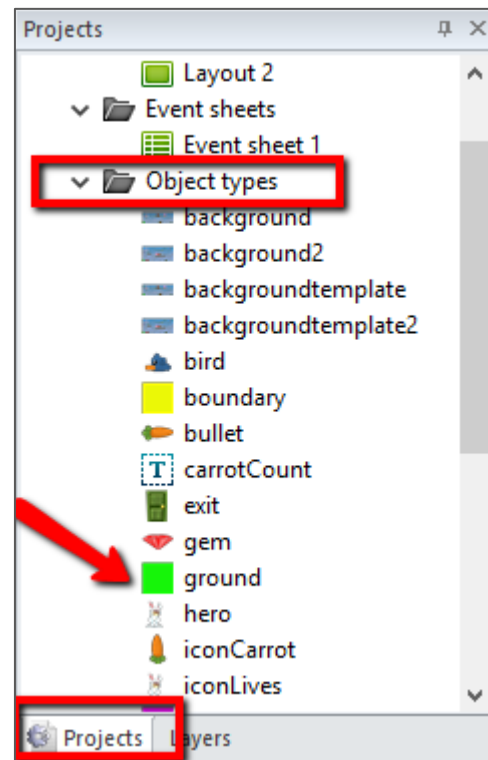 Projects
Layout 2
Event sheets
Event sheet 1
Object types
background
background2
backgroundtemplate
backgroundtemplate2
bird
boundary
bullet
T carrotCount
exit
gem
ground
hero
iconCarrot
iconLives
Projects Layers